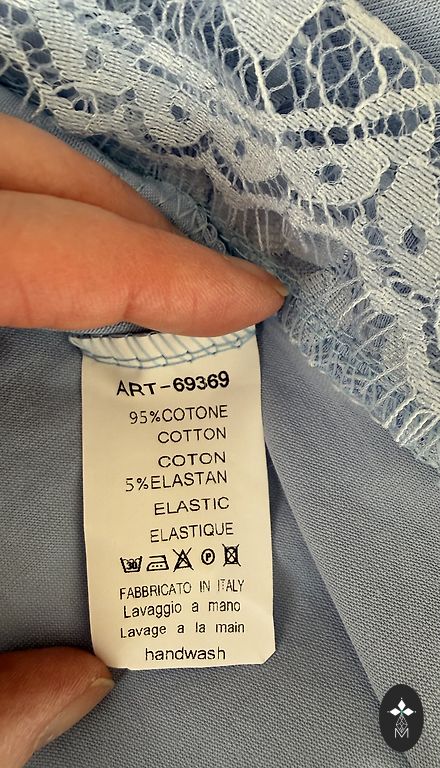 ART-69369
95%COTONE
COTTON
COTON
5%ELASTAN
ELASTIC
ELASTIQUE
30 P
FABBRICATO IN ITALY
Lavaggio a mano
Lavage a la main
handwash
M